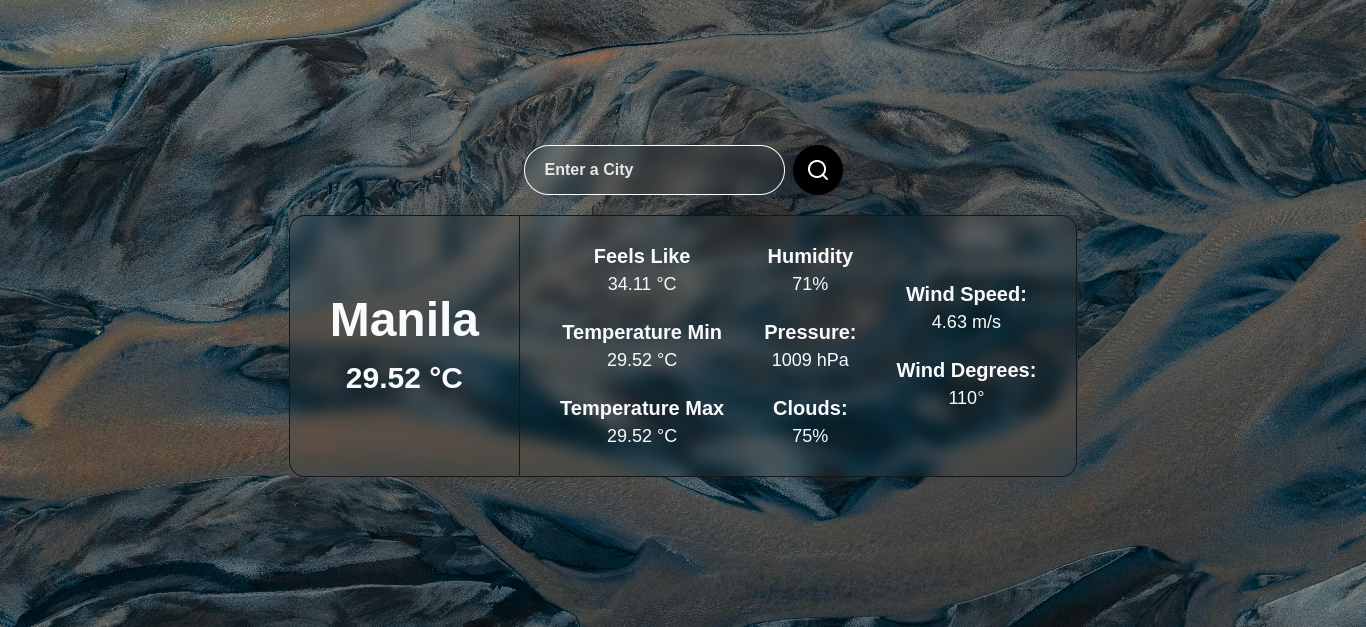 Enter a City
Manila
29.52 °C
Feels Like
34.11 °C
Temperature Min
29.52 °C
Temperature Max
29.52 °C
Humidity
71%
Pressure:
1009 hPa
Clouds:
75%
Wind Speed:
4.63 m/s
Wind Degrees:
110°